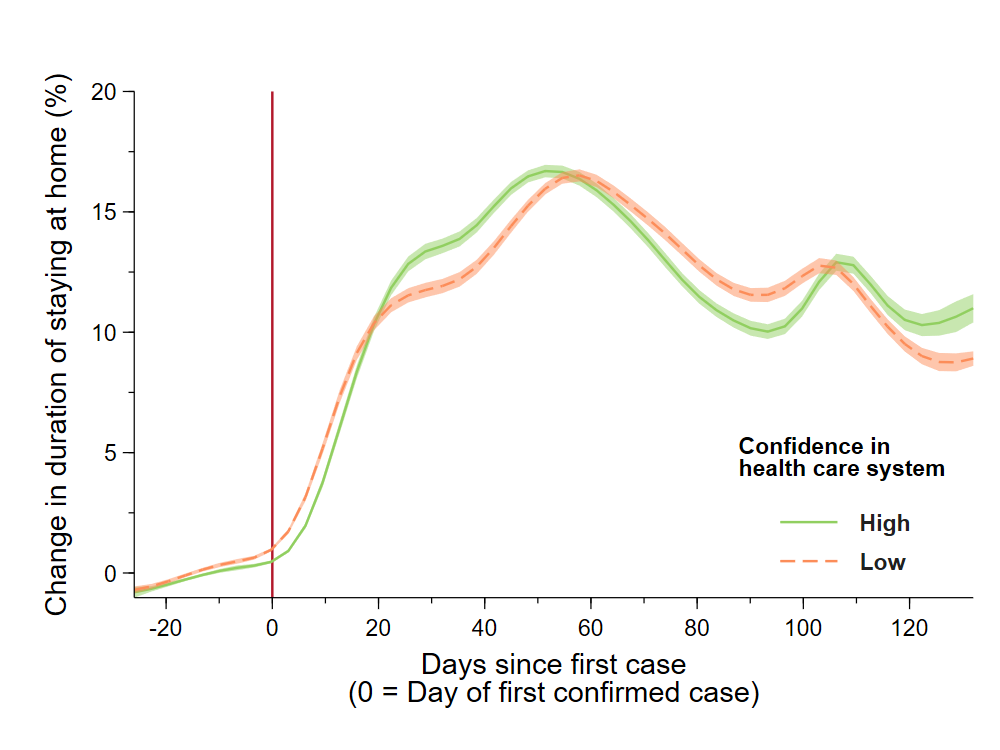 Change in duration of staying at home (%)
20
15
10
5
0
-20 0 20 40 60 80 100 120
Days since first case
(0 = Day of first confirmed case)
Confidence in
health care system
High
Low